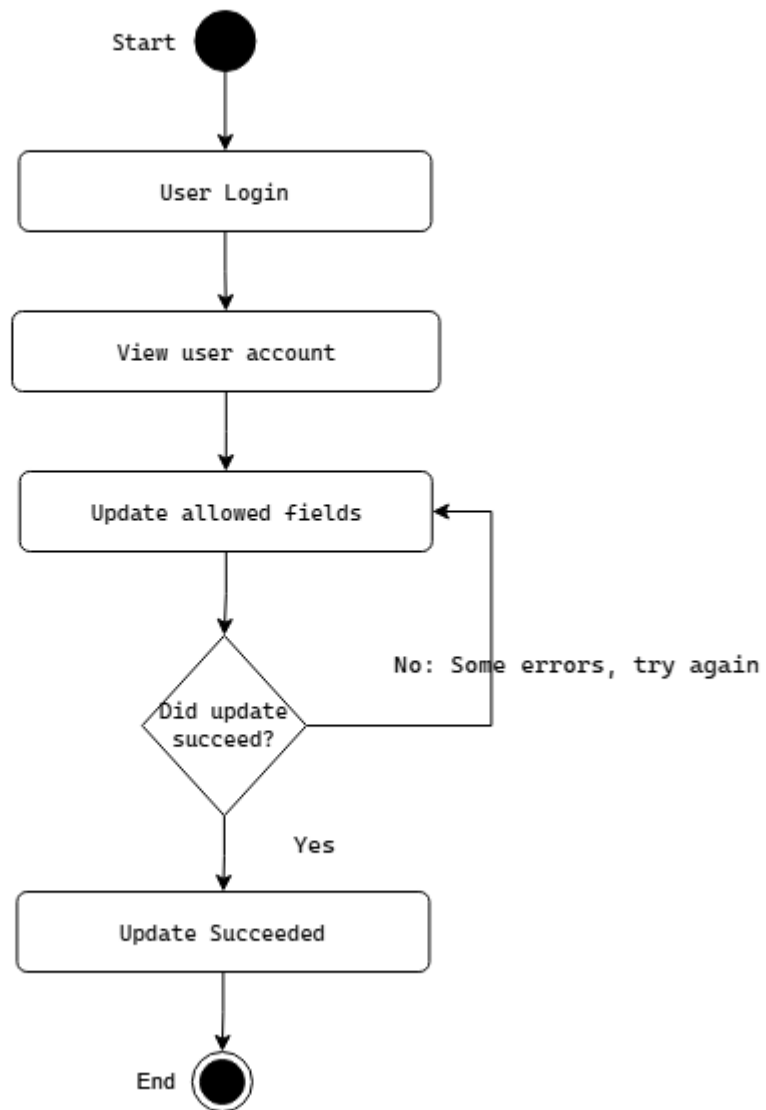 Start
User Login
View user account
Update allowed fields
No: Some errors, try again
Did update
succeed?
Yes
Update Succeeded
End